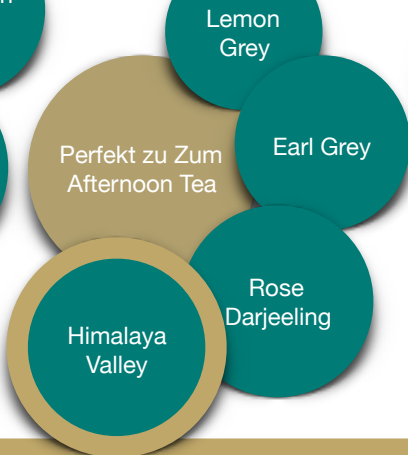 Lemon
Grey
Perfekt zu Zum
Afternoon Tea
Earl Grey
Rose
Darjeeling
Himalaya
Valley